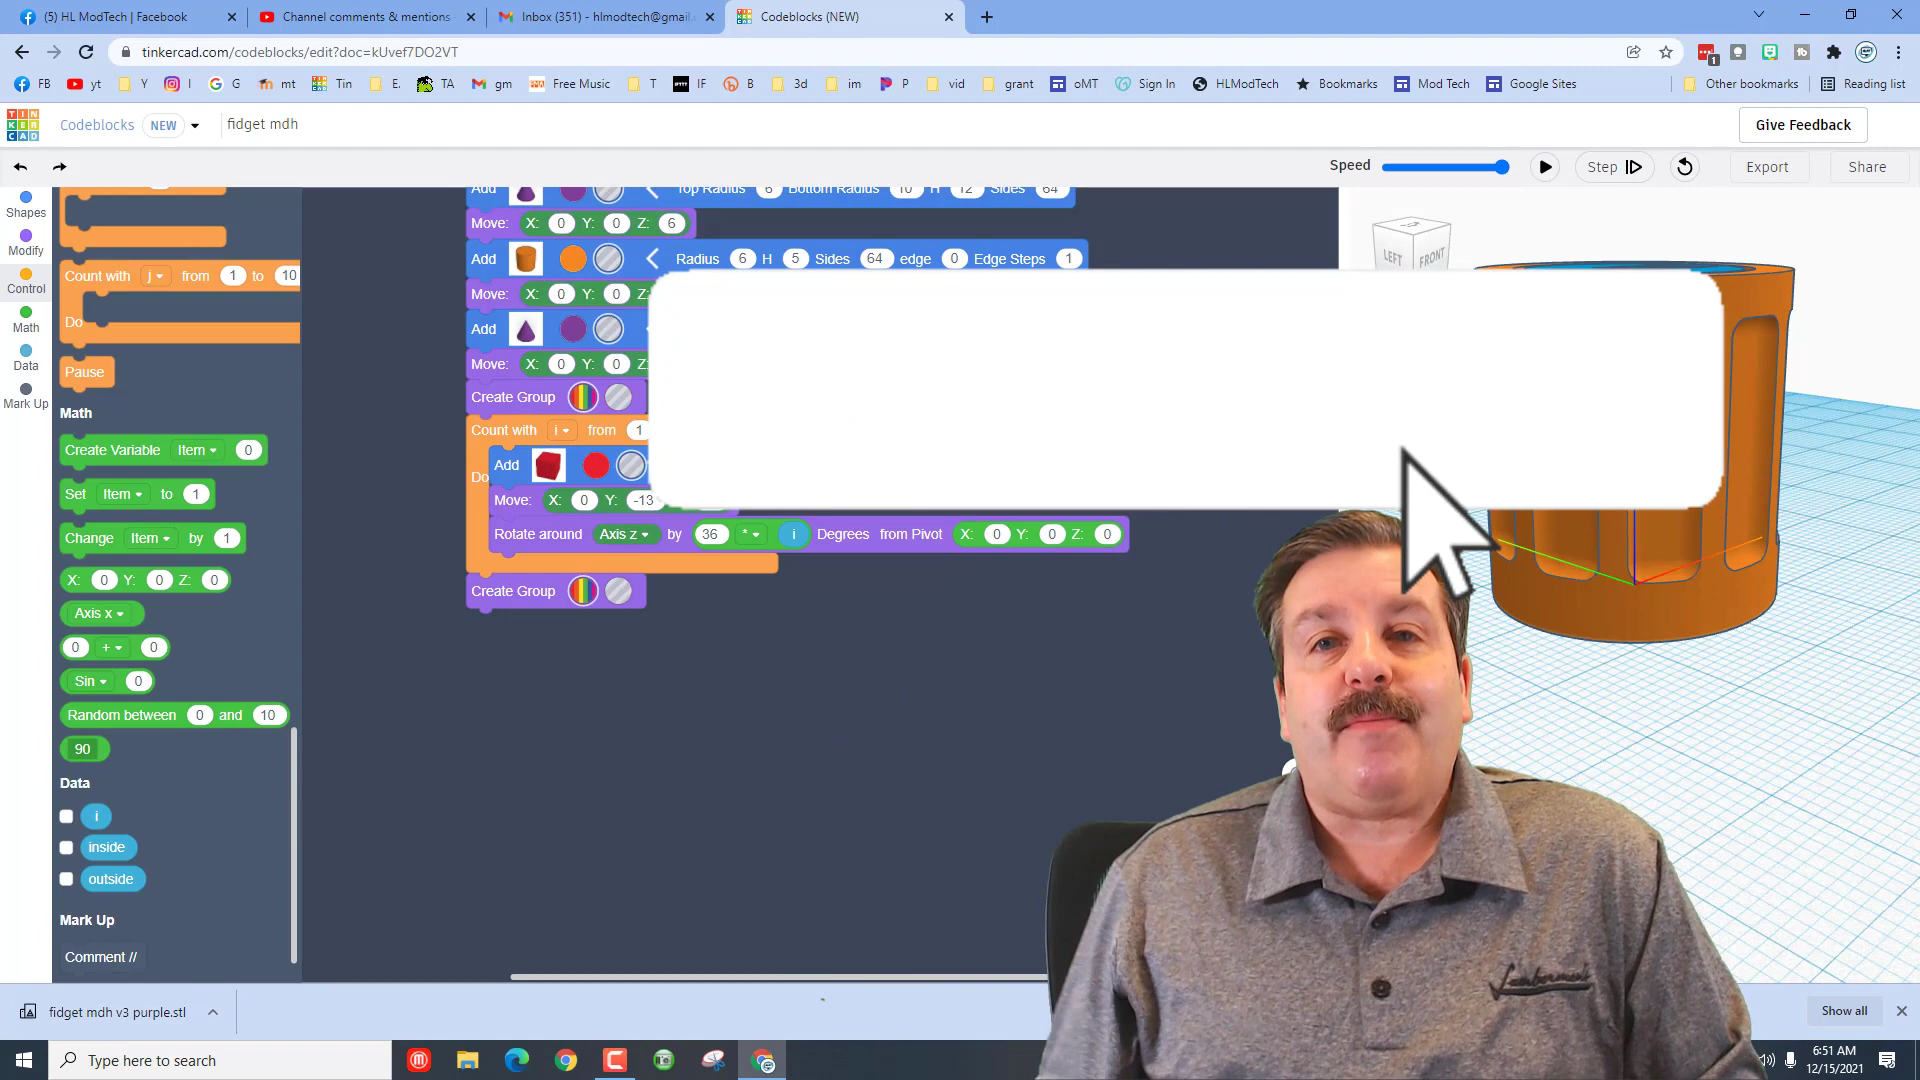 (5) HL ModTech | Facebook
Channel comments & mentions
Inbox (351) - hlmodtech@gmail.
Codeblocks (NEW)
tinkercad.com/codeblocks/edit?doc=kUvef7DO2VT
FB yt Y I G mt Tin E. TA gm Free Music T IF B 3d im P vid grant oMT Sign In HLModTech Bookmarks Mod Tech Google Sites Other bookmarks Reading list
TIN KER CAD
Codeblocks NEW fidget mdh Give Feedback
Speed Step Export Share
Shapes
Modify
Control
Math
Data
Mark Up
Count with j from 1 to 10
Do
Pause
Math
Create Variable Item 0
Set Item to 1
Change Item by 1
X: 0 Y: 0 Z: 0
Axis x
0 + 0
Sin 0
Random between 0 and 10
90
Data
i
inside
outside
Mark Up
Comment //
Add Top Radius 6 Bottom Radius 10 H 12 Sides 64
Move: X: 0 Y: 0 Z: 6
Add Radius 6 H 5 Sides 64 edge 0 Edge Steps 1
Move: X: 0 Y: 0 Z:
Add
Move: X: 0 Y: 0 Z:
Create Group
Count with i from 1
Do
Add
Move: X: 0 Y: -13
Rotate around Axis z by 36 * i Degrees from Pivot X: 0 Y: 0 Z: 0
Create Group
LEFT FRONT
fidget mdh v3 purple.stl
Show all
Type here to search
6:51 AM
12/15/2021